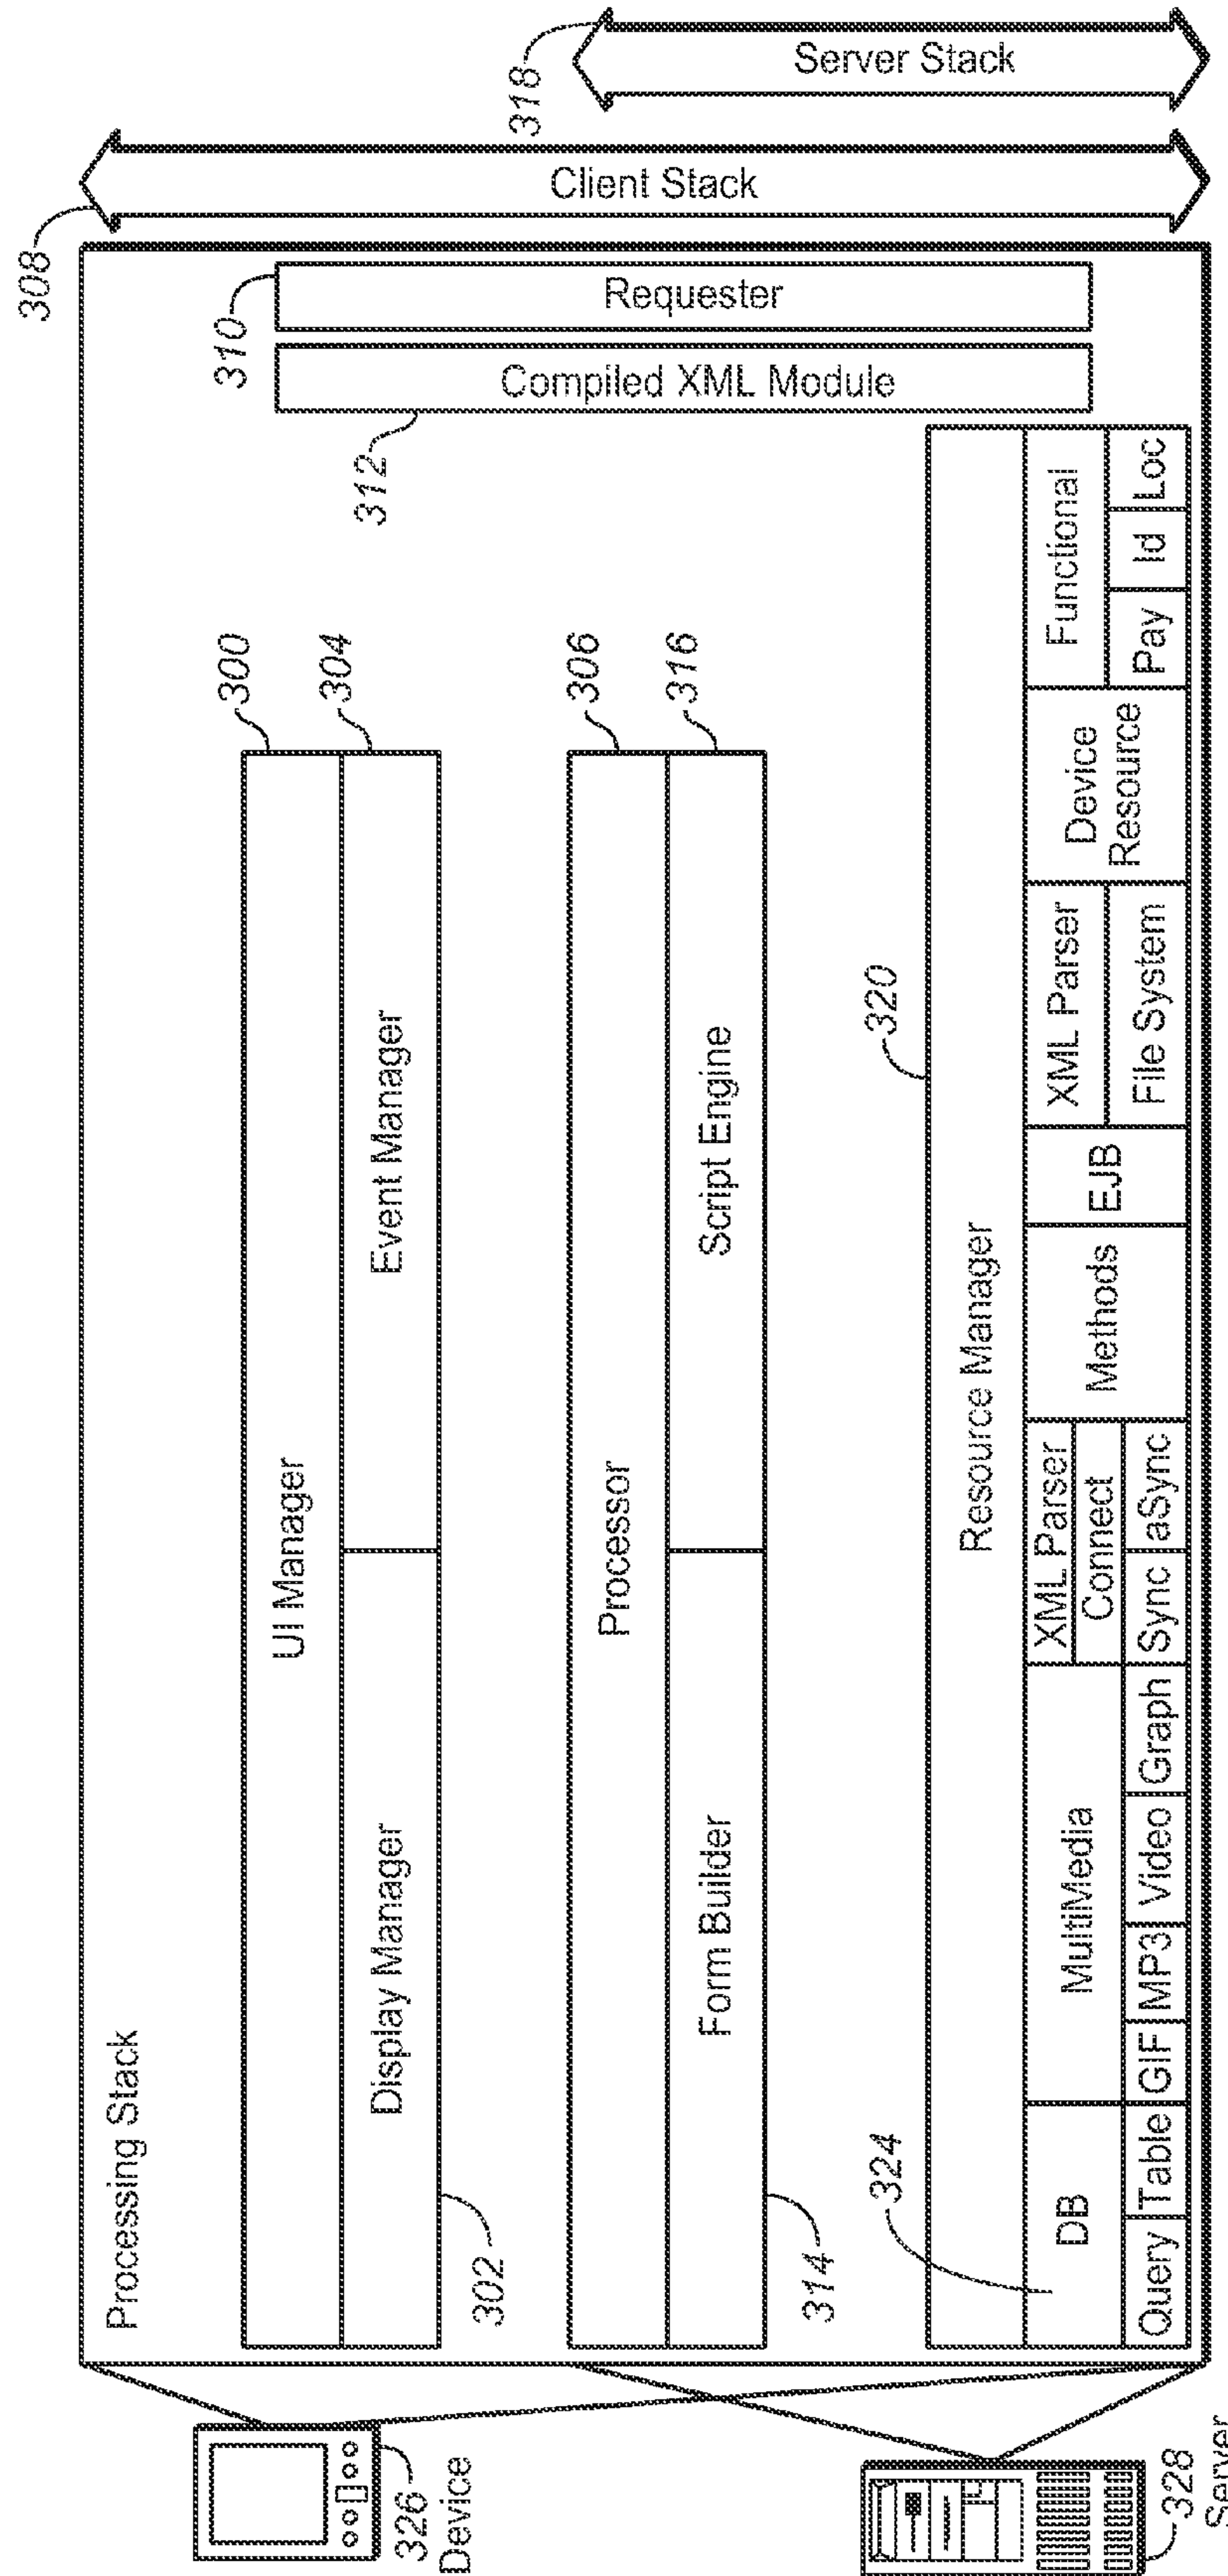 Processing Stack
UI Manager
300
Display Manager
Event Manager
304
302
Processor
306
Form Builder
Script Engine
316
314
320
Resource Manager
324
DB
MultiMedia
XML Parser
Connect
Methods
EJB
XML Parser
File System
Device
Resource
Functional
Query
Table
GIF
MP3
Video
Graph
Sync
aSync
Pay
Id
Loc
312
Compiled XML Module
310
Requester
308
Client Stack
318
Server Stack
326
Device
328
Server